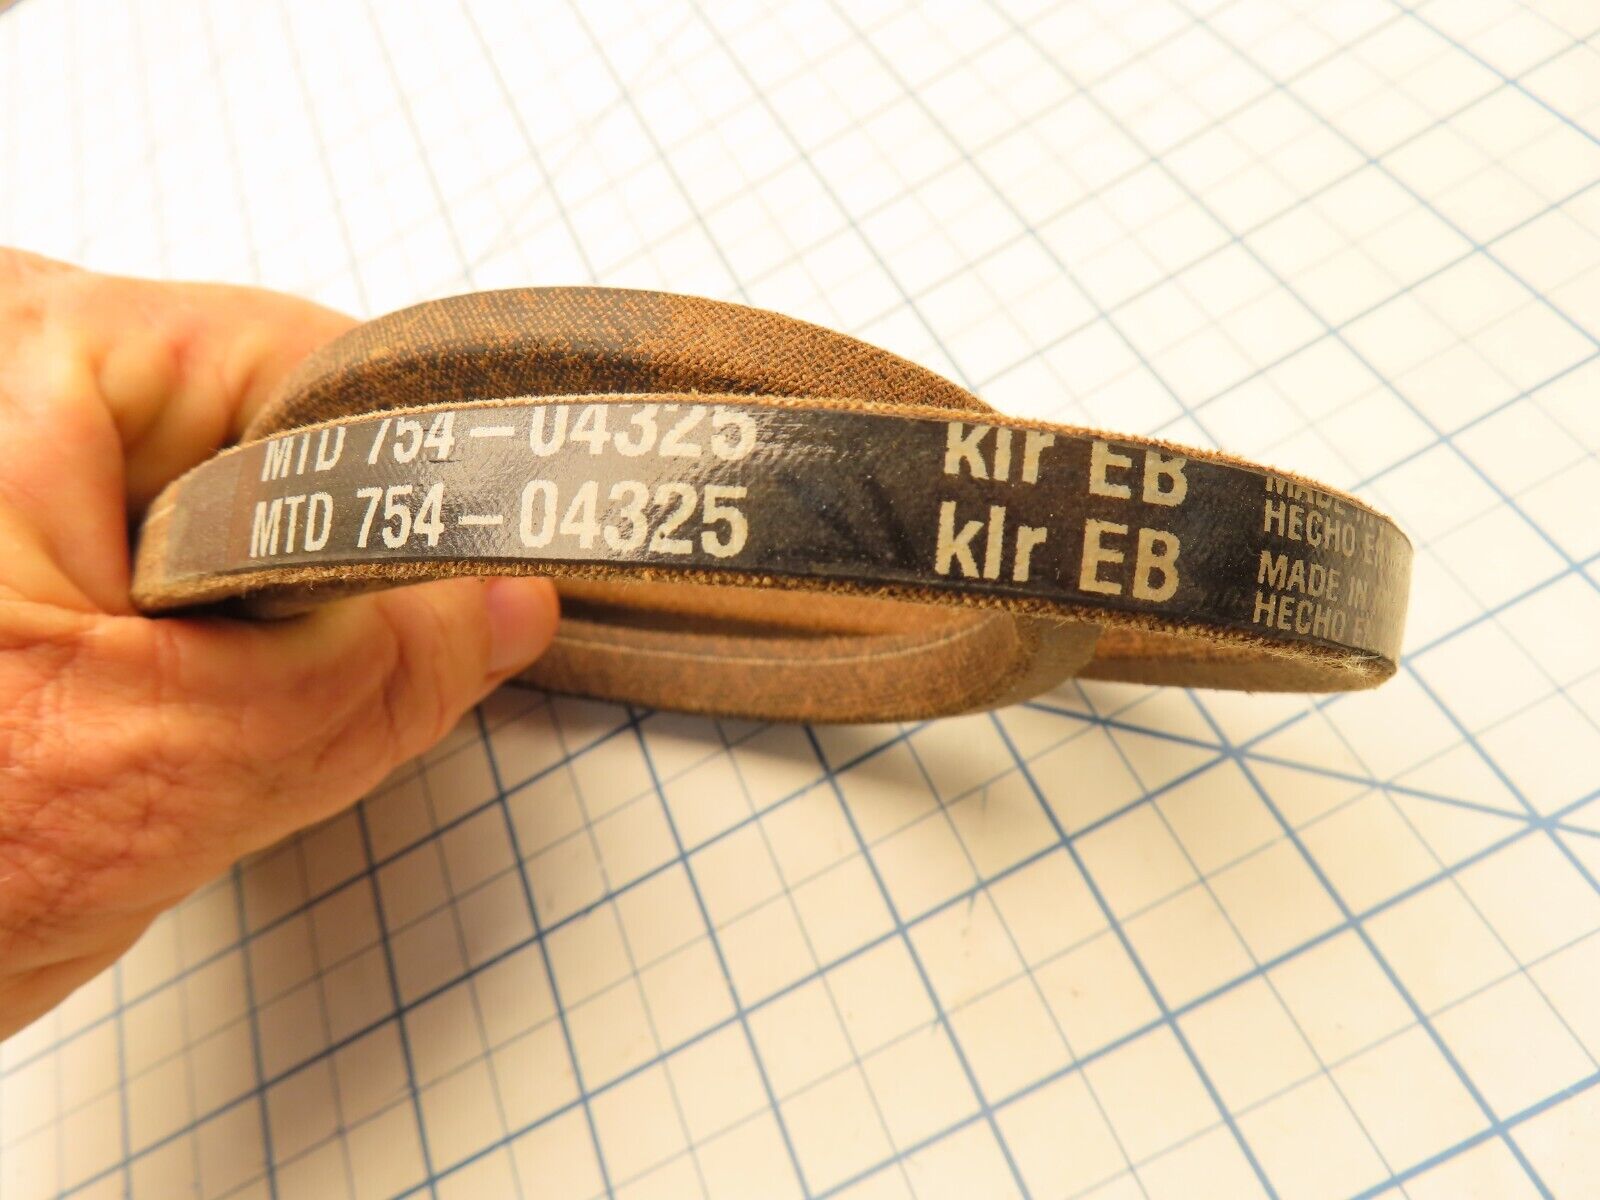 MTD 754-04325 klr EB
MTD 754-04325 klr EB
MADE
HECHO
MADE IN
HECHO